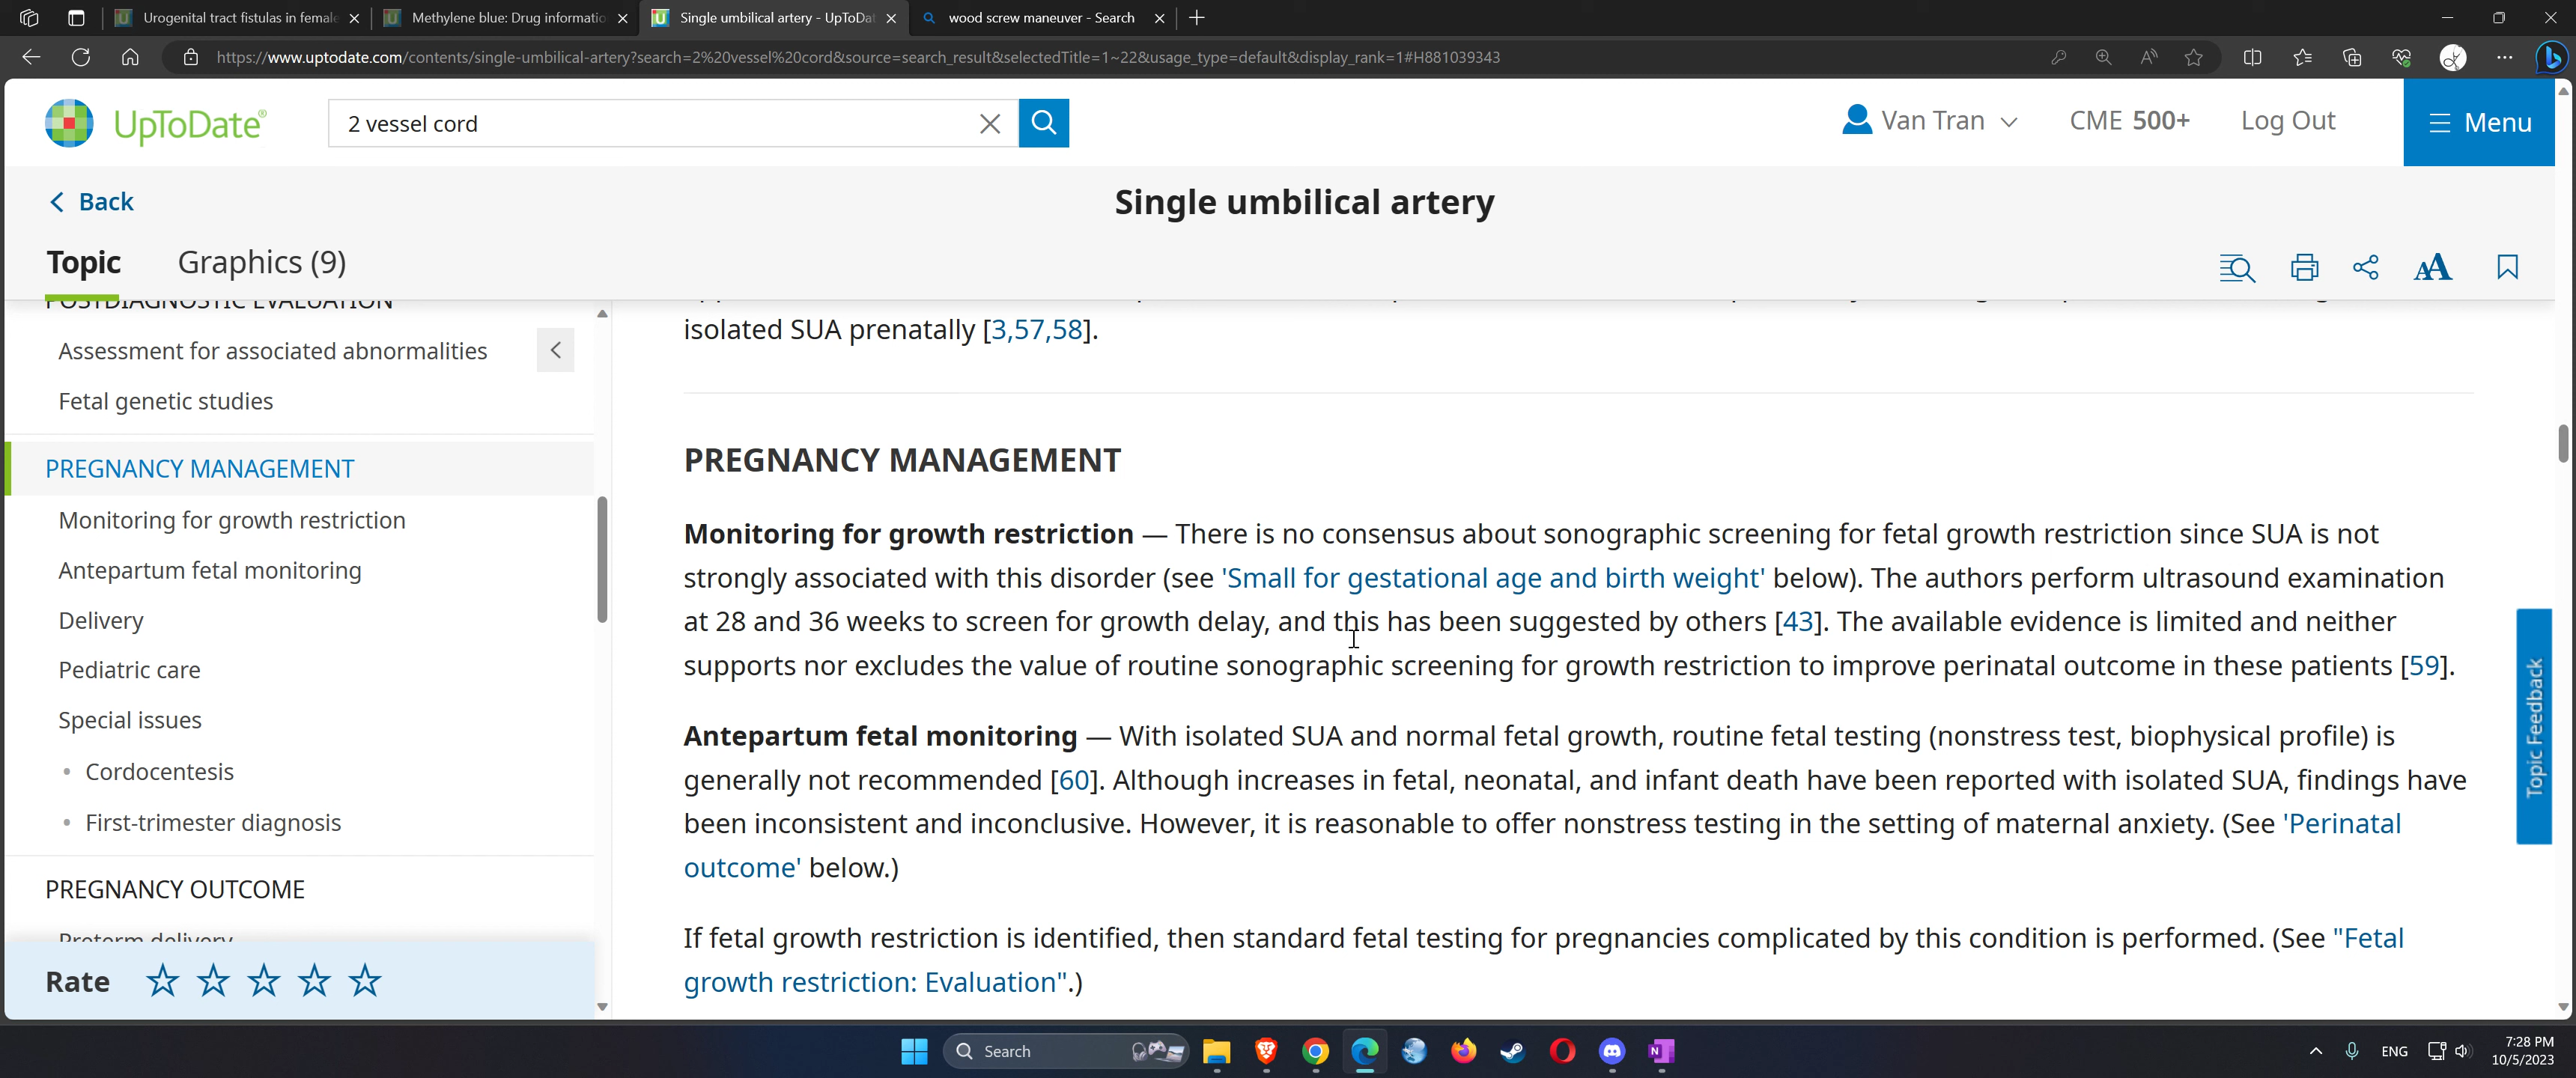 Urogenital tract fistulas in female
Methylene blue: Drug informatio
Single umbilical artery - UpToDat
wood screw maneuver - Search
https://www.uptodate.com/contents/single-umbilical-artery?search=2%20vessel%20cord&source=search_result&selectedTitle=1~22&usage_type=default&display_rank=1#H881039343
UpToDate®
2 vessel cord
Van Tran
CME 500+
Log Out
Menu
Back
Single umbilical artery
Topic
Graphics (9)
AA
POSTDIAGNOSTIC EVALUATION
Assessment for associated abnormalities
Fetal genetic studies
PREGNANCY MANAGEMENT
Monitoring for growth restriction
Antepartum fetal monitoring
Delivery
Pediatric care
Special issues
• Cordocentesis
• First-trimester diagnosis
PREGNANCY OUTCOME
Preterm delivery
Rate
isolated SUA prenatally [3,57,58].
PREGNANCY MANAGEMENT
Monitoring for growth restriction — There is no consensus about sonographic screening for fetal growth restriction since SUA is not
strongly associated with this disorder (see 'Small for gestational age and birth weight' below). The authors perform ultrasound examination
at 28 and 36 weeks to screen for growth delay, and this has been suggested by others [43]. The available evidence is limited and neither
supports nor excludes the value of routine sonographic screening for growth restriction to improve perinatal outcome in these patients [59].
Antepartum fetal monitoring — With isolated SUA and normal fetal growth, routine fetal testing (nonstress test, biophysical profile) is
generally not recommended [60]. Although increases in fetal, neonatal, and infant death have been reported with isolated SUA, findings have
been inconsistent and inconclusive. However, it is reasonable to offer nonstress testing in the setting of maternal anxiety. (See 'Perinatal
outcome' below.)
If fetal growth restriction is identified, then standard fetal testing for pregnancies complicated by this condition is performed. (See "Fetal
growth restriction: Evaluation".)
Topic Feedback
Search
ENG
7:28 PM
10/5/2023